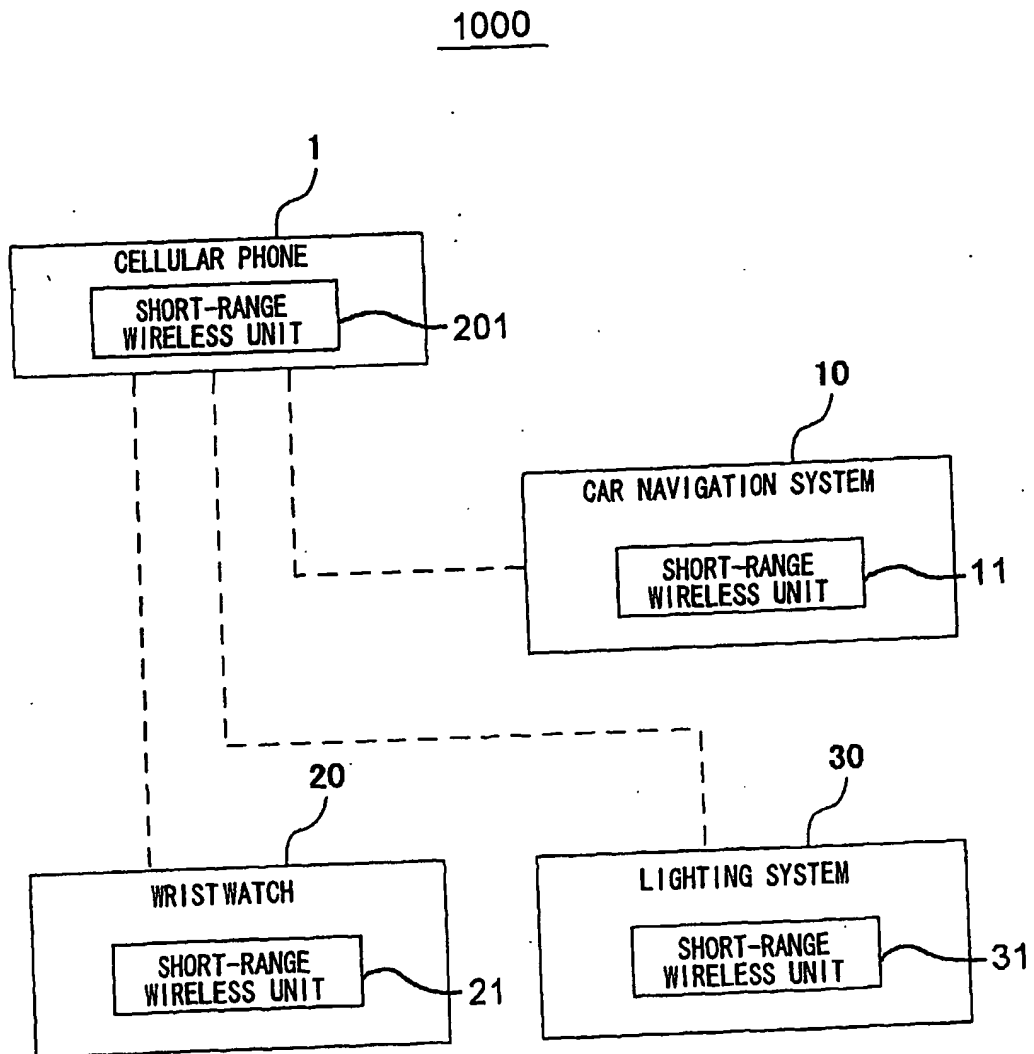 1000
1
CELLULAR PHONE
SHORT-RANGE
WIRELESS UNIT
201
10
CAR NAVIGATION SYSTEM
SHORT-RANGE
WIRELESS UNIT
11
20
WRISTWATCH
SHORT-RANGE
WIRELESS UNIT
21
30
LIGHTING SYSTEM
SHORT-RANGE
WIRELESS UNIT
31